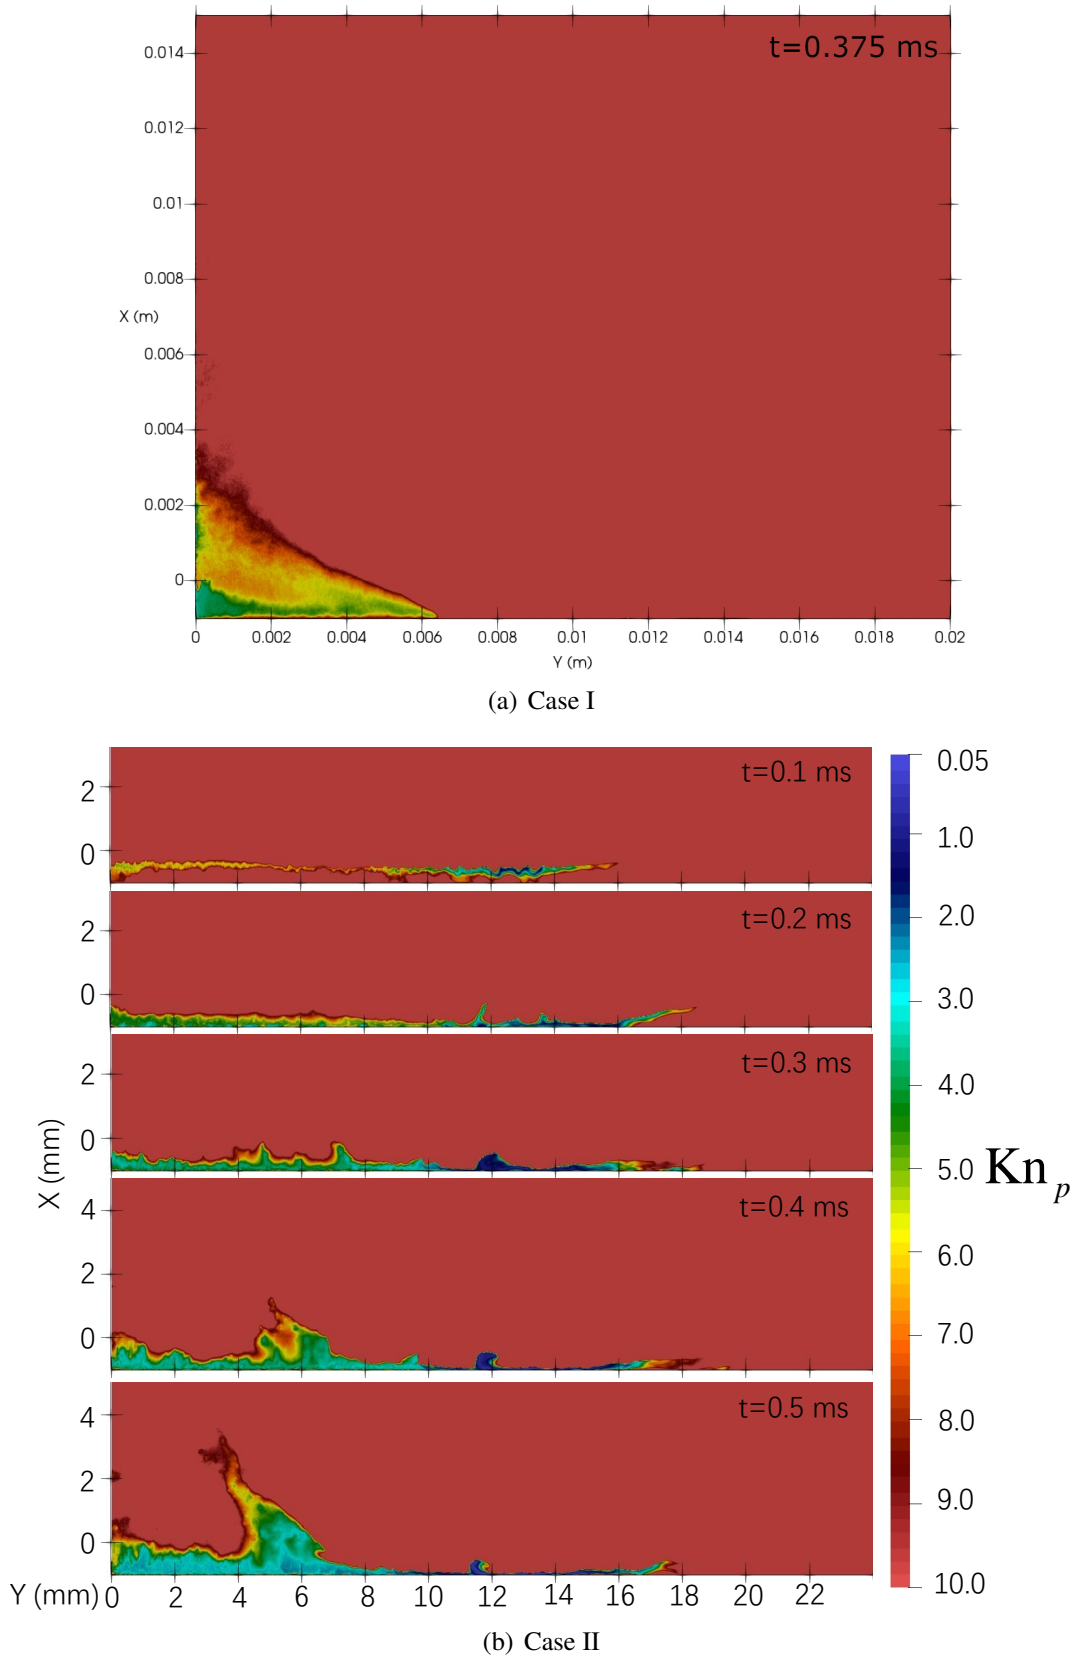 t=0.375 ms
0.014
0.012
0.01
0.008
X (m)
0.006
0.004
0.002
0
0 0.002 0.004 0.006 0.008 0.01 0.012 0.014 0.016 0.018 0.02
Y (m)
(a) Case I
t=0.1 ms
2
0
t=0.2 ms
2
0
t=0.3 ms
2
0
X (mm)
t=0.4 ms
4
2
0
t=0.5 ms
4
2
0
Y (mm) 0 2 4 6 8 10 12 14 16 18 20 22
0.05
1.0
2.0
3.0
4.0
5.0
6.0
7.0
8.0
9.0
10.0
Kn p
(b) Case II